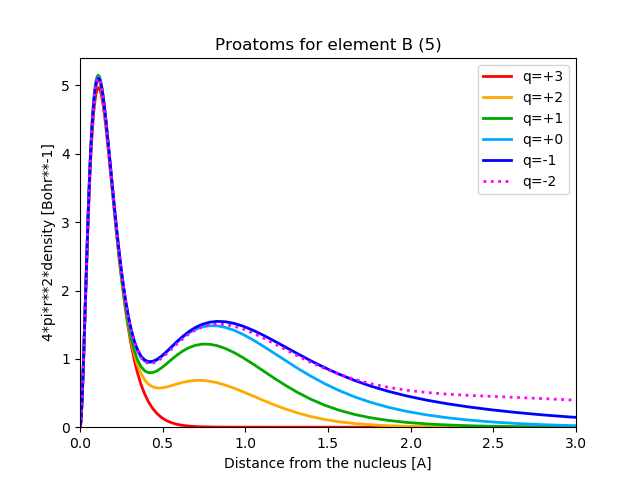 Proatoms for element B (5)
4*pi*r**2*density [Bohr**-1]
5
4
3
2
1
0
0.0 0.5 1.0 1.5 2.0 2.5 3.0
Distance from the nucleus [A]
q=+3
q=+2
q=+1
q=+0
q=-1
q=-2